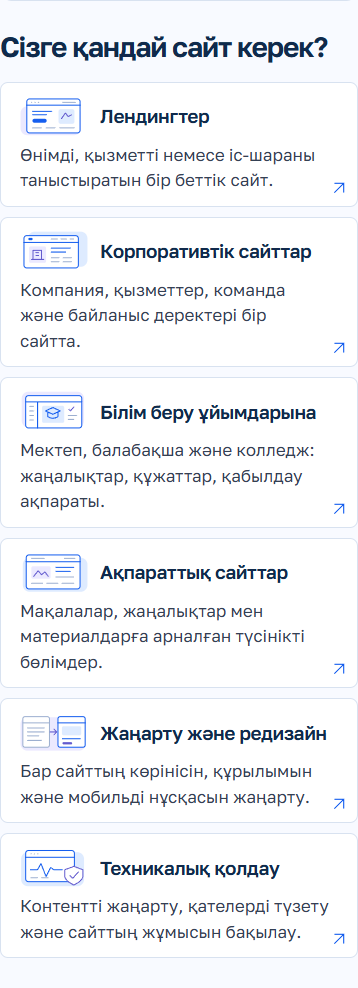 Сізге қандай сайт керек?
Лендингтер
Өнімді, қызметті немесе іс-шараны
таныстыратын бір беттік сайт.
Корпоративтік сайттар
Компания, қызметтер, команда
және байланыс деректері бір
сайтта.
Білім беру ұйымдарына
Мектеп, балабақша және колледж:
жаңалықтар, құжаттар, қабылдау
ақпараты.
Ақпараттық сайттар
Мақалалар, жаңалықтар мен
материалдарға арналған түсінікті
бөлімдер.
Жаңарту және редизайн
Бар сайттың көрінісін, құрылымын
және мобильді нұсқасын жаңарту.
Техникалық қолдау
Контентті жаңарту, қателерді түзету
және сайттың жұмысын бақылау.